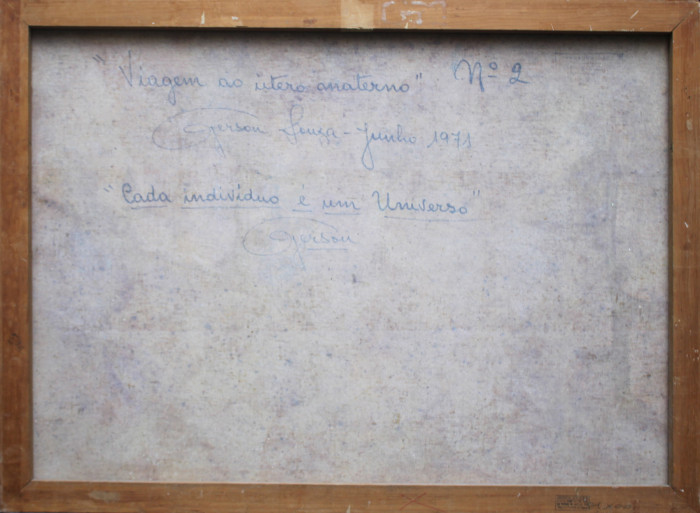 "Viagem ao útero materno" Nº 2
Gerson Souza - Junho 1971
"Cada indivíduo é um Universo"
Gerson